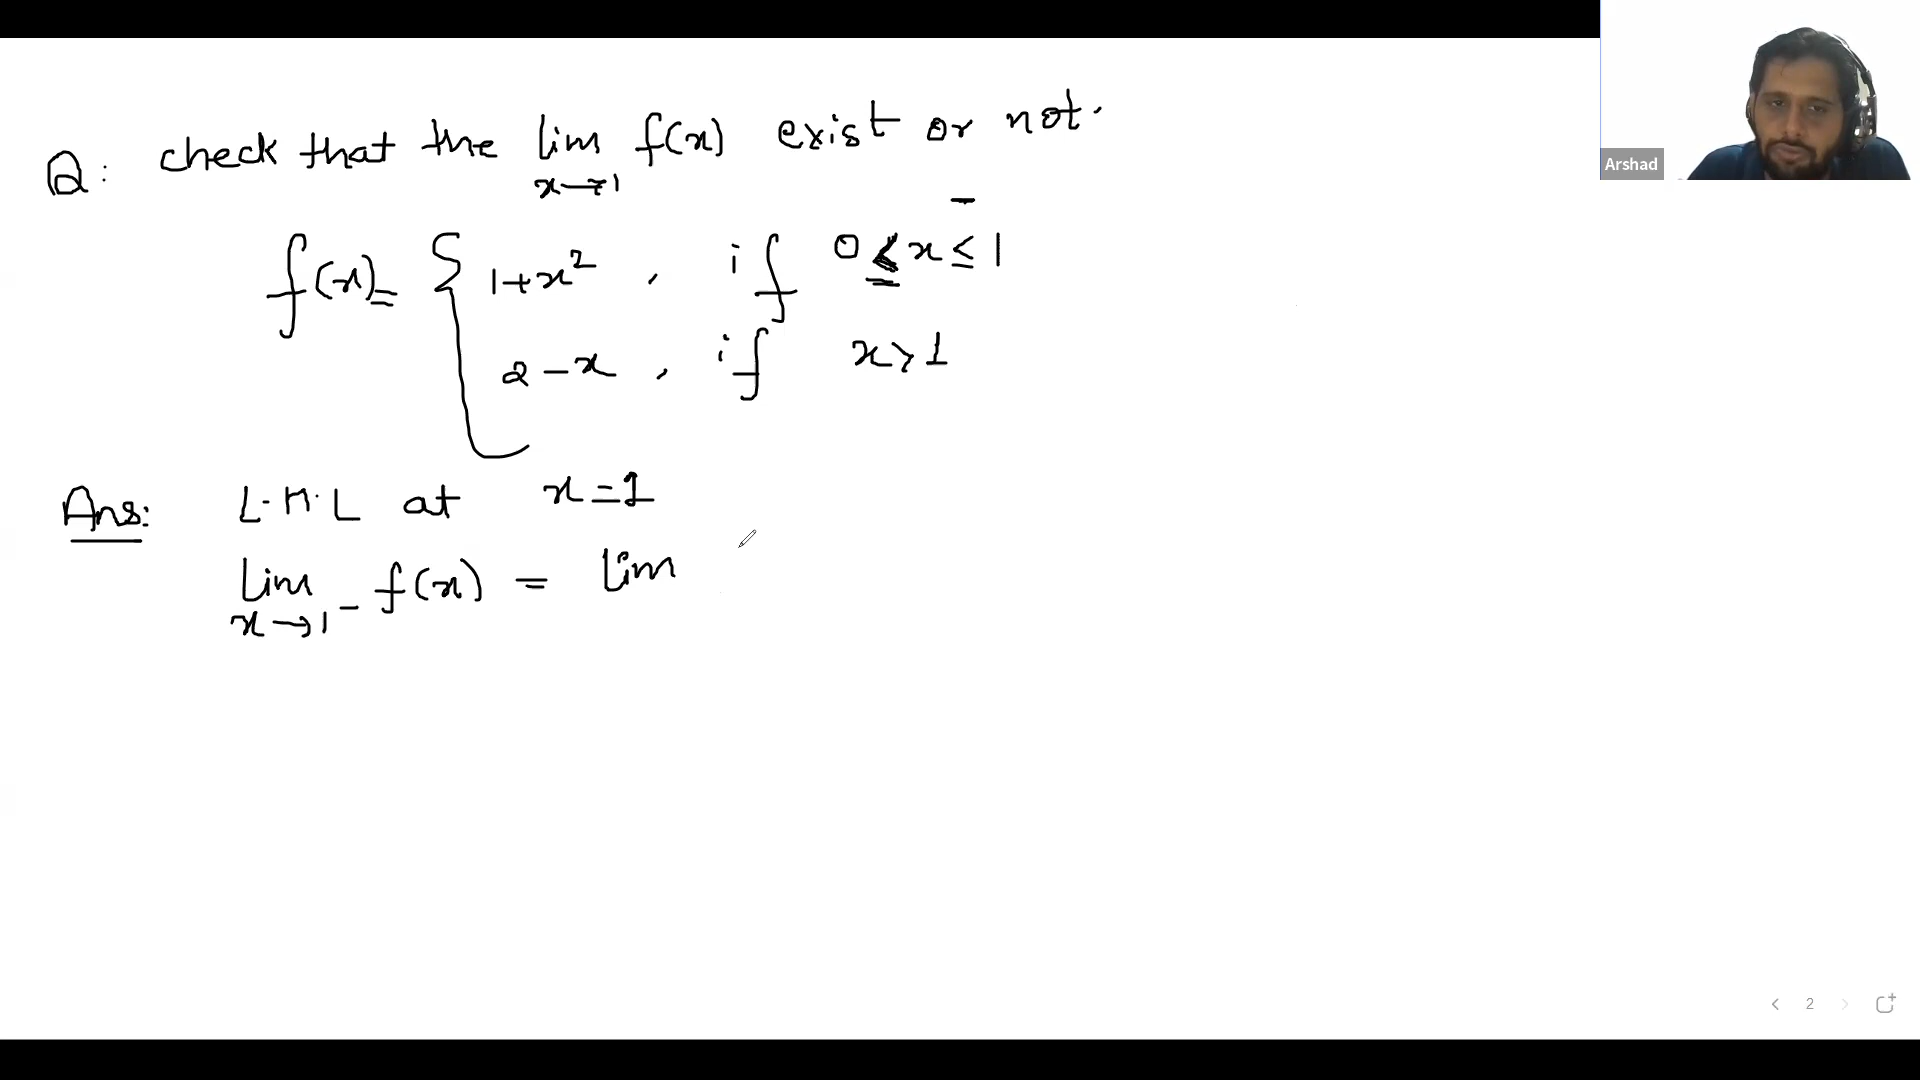 Q: check that the lim f(x) exist or not.
x→1
f(x)= { 1+x² , if 0≤x≤1
2-x , if x>1
Ans: L.H.L at x=1
lim f(x) = lim
x→1-
Arshad
2